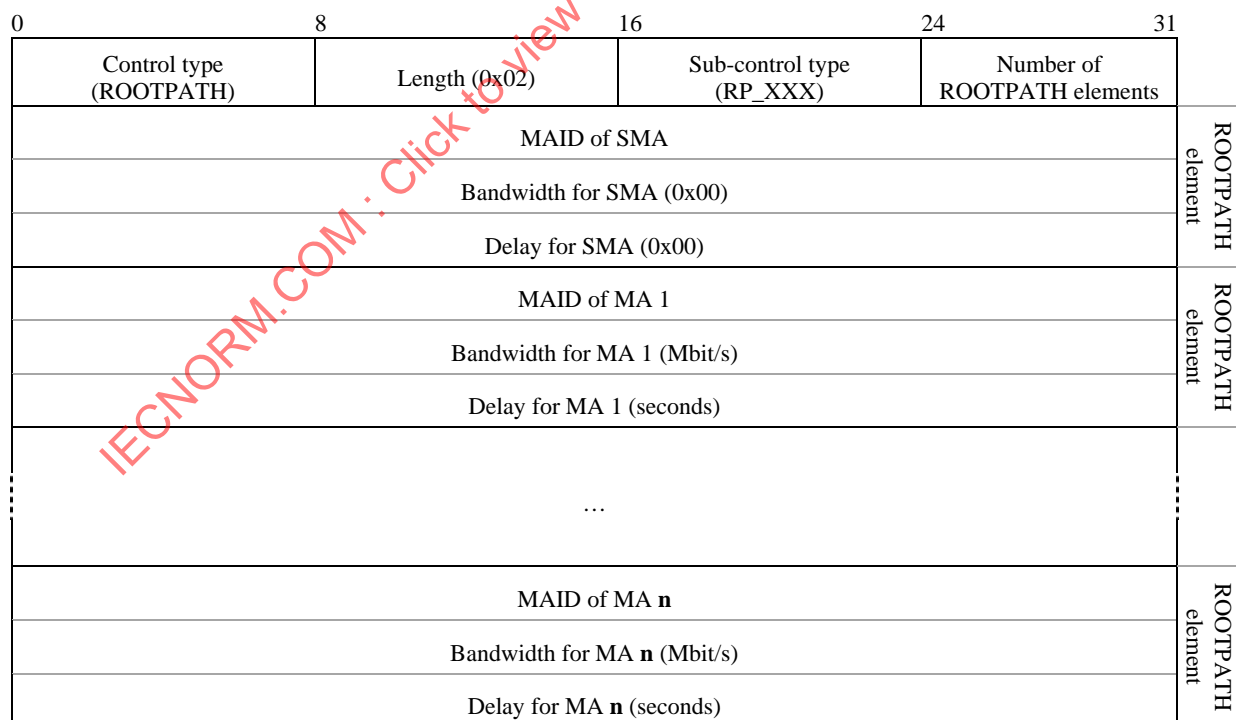 0 8 16 24 31
Control type
(ROOTPATH)
Length (0x02)
Sub-control type
(RP_XXX)
Number of
ROOTPATH elements
MAID of SMA
Bandwidth for SMA (0x00)
Delay for SMA (0x00)
ROOTPATH
element
MAID of MA 1
Bandwidth for MA 1 (Mbit/s)
Delay for MA 1 (seconds)
ROOTPATH
element
…
MAID of MA n
Bandwidth for MA n (Mbit/s)
Delay for MA n (seconds)
ROOTPATH
element
IECNORM.COM : Click to view